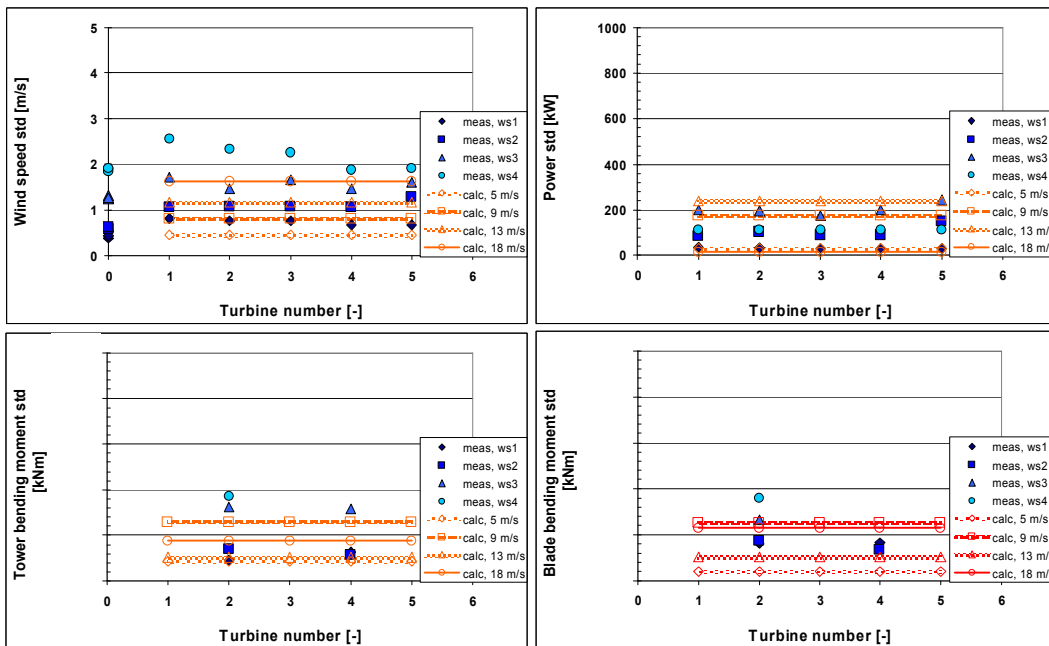 Wind speed std [m/s]
5
4
3
2
1
0
0 1 2 3 4 5 6
Turbine number [-]
meas, ws1
meas, ws2
meas, ws3
meas, ws4
calc, 5 m/s
calc, 9 m/s
calc, 13 m/s
calc, 18 m/s
Power std [kW]
1000
800
600
400
200
0
0 1 2 3 4 5 6
Turbine number [-]
meas, ws1
meas, ws2
meas, ws3
meas, ws4
calc, 5 m/s
calc, 9 m/s
calc, 13 m/s
calc, 18 m/s
Tower bending moment std
[kNm]
0 1 2 3 4 5 6
Turbine number [-]
meas, ws1
meas, ws2
meas, ws3
meas, ws4
calc, 5 m/s
calc, 9 m/s
calc, 13 m/s
calc, 18 m/s
Blade bending moment std
[kNm]
0 1 2 3 4 5 6
Turbine number [-]
meas, ws1
meas, ws2
meas, ws3
meas, ws4
calc, 5 m/s
calc, 9 m/s
calc, 13 m/s
calc, 18 m/s